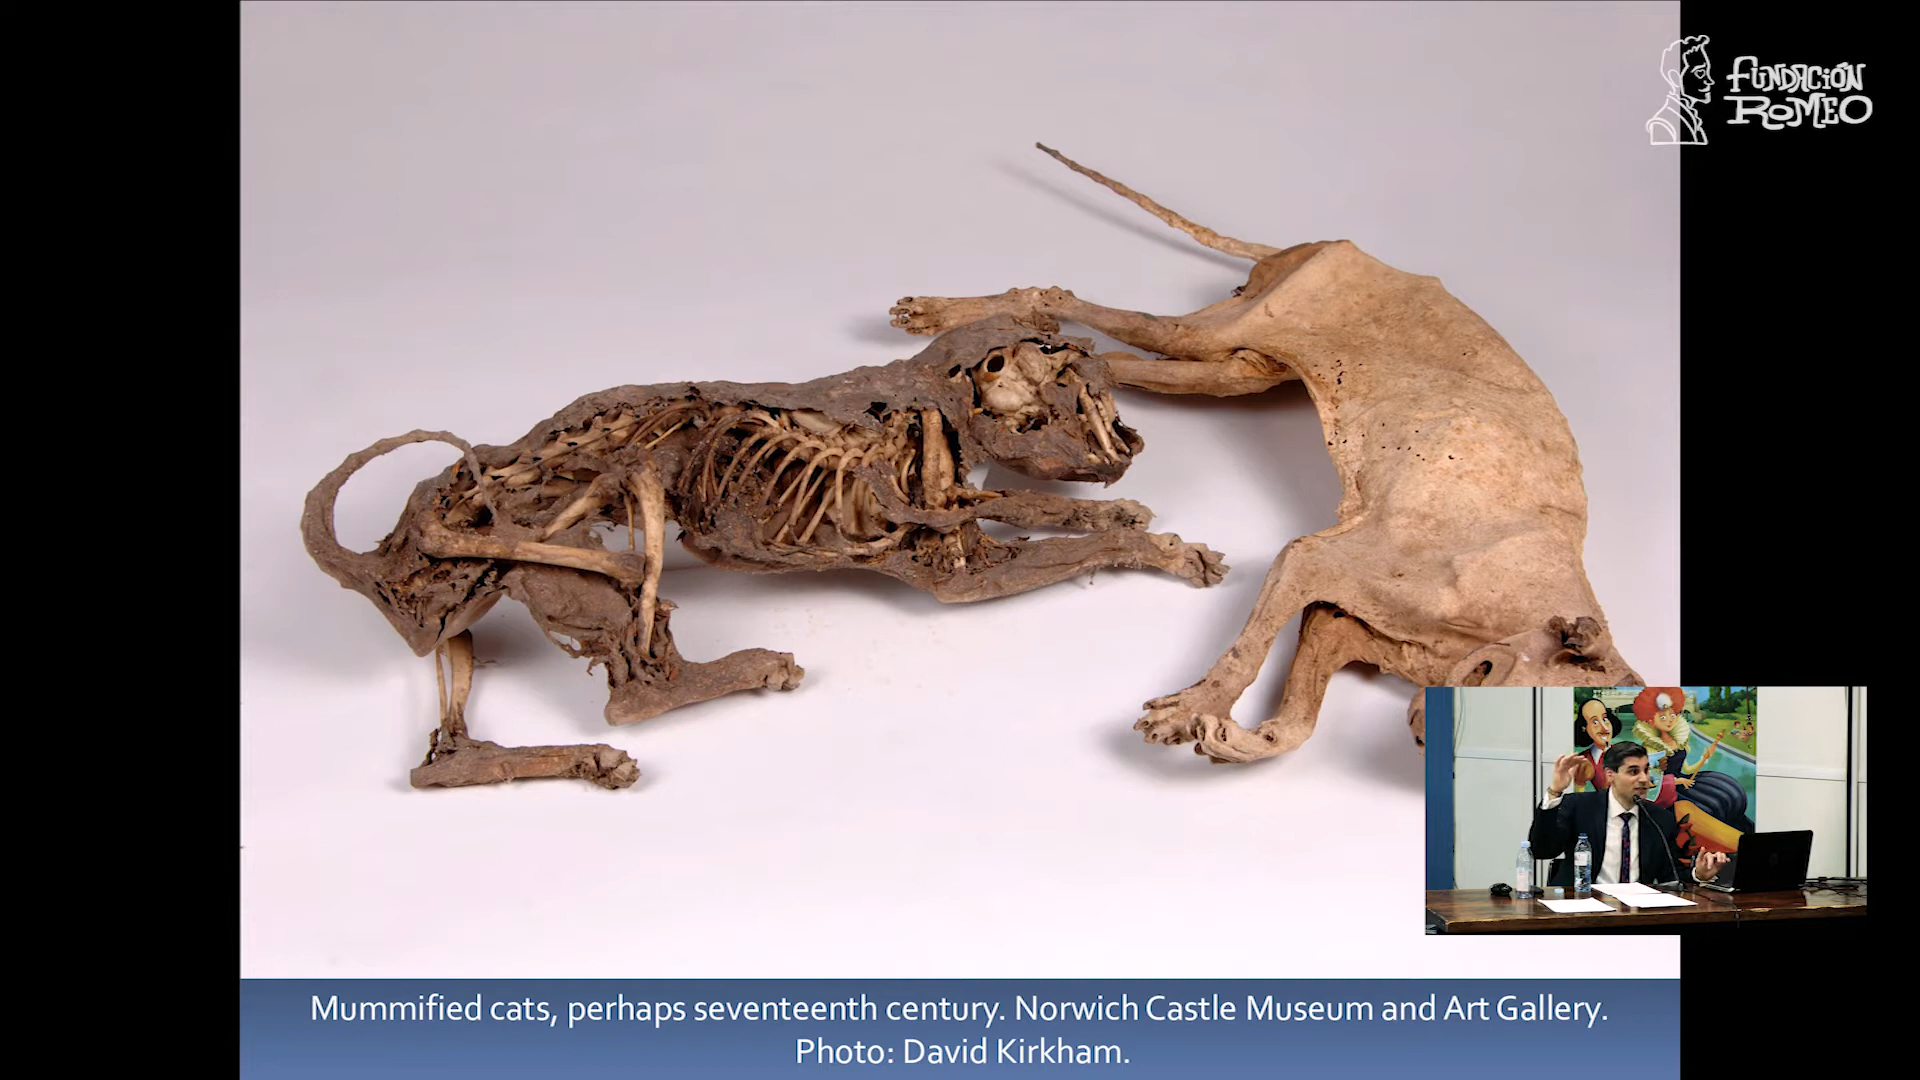 FUNDACIÓN
ROMEO
Mummified cats, perhaps seventeenth century. Norwich Castle Museum and Art Gallery.
Photo: David Kirkham.